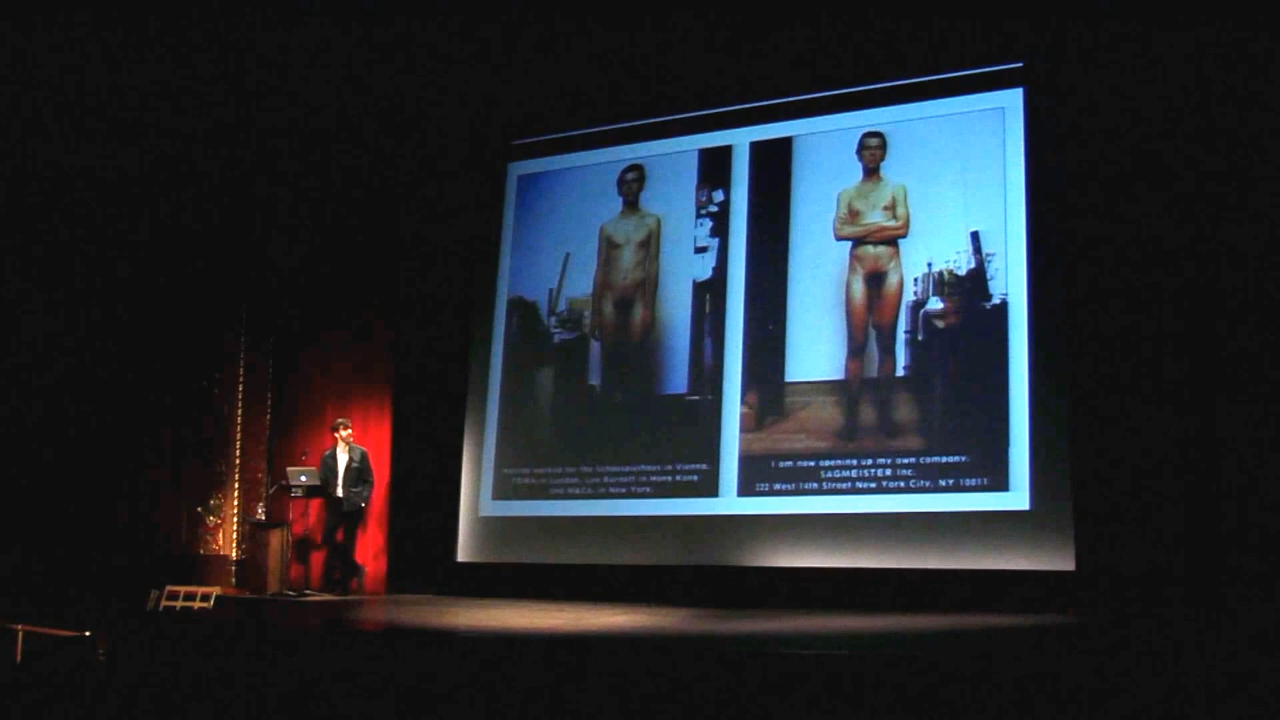 worked for the Schauspielhaus in Vienna,
in London, Leo Burnett in Hong Kong
and M&Co. in New York.
I am now opening up my own company.
SAGMEISTER Inc.
222 West 14th Street New York City, NY 10011